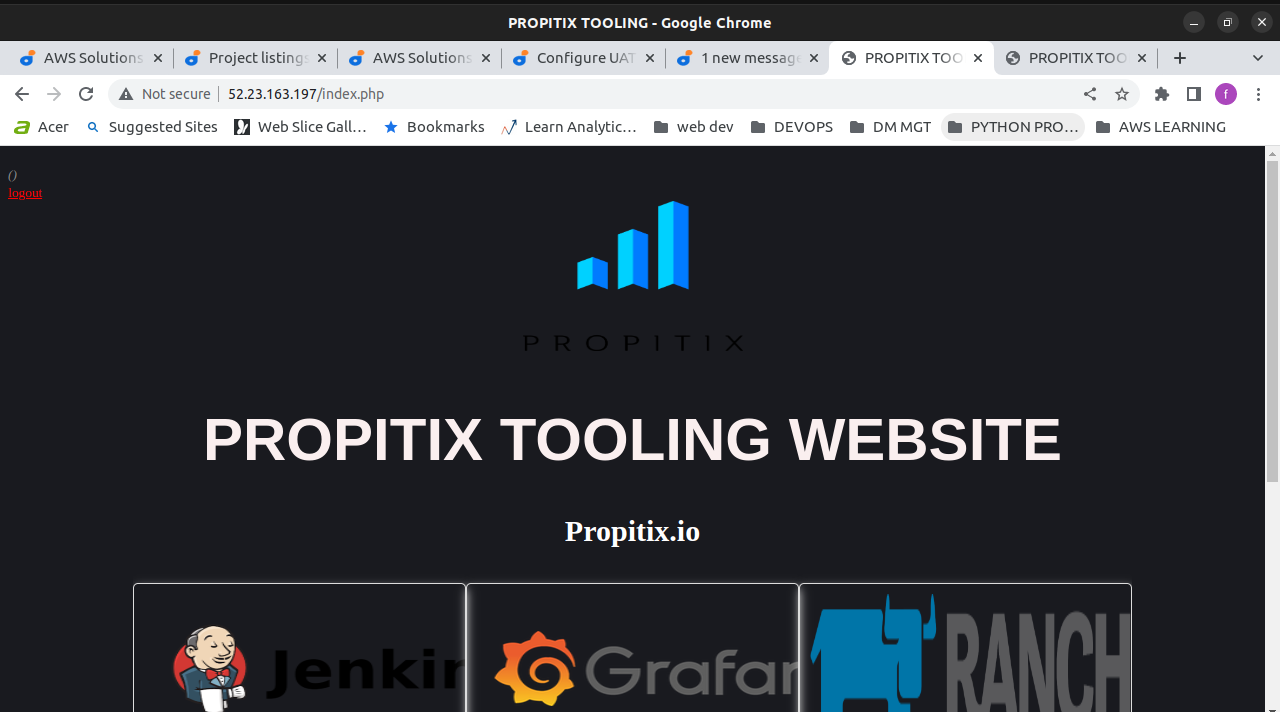 PROPITIX TOOLING - Google Chrome
AWS Solutions Project listings AWS Solutions Configure UAT 1 new message PROPITIX TOO PROPITIX TOO
Not secure 52.23.163.197/index.php f
Acer Suggested Sites Web Slice Gall... Bookmarks Learn Analytic... web dev DEVOPS DM MGT PYTHON PRO... AWS LEARNING
()
logout
PROPITIX
PROPITIX TOOLING WEBSITE
Propitix.io
Jenkin Grafan RANCH